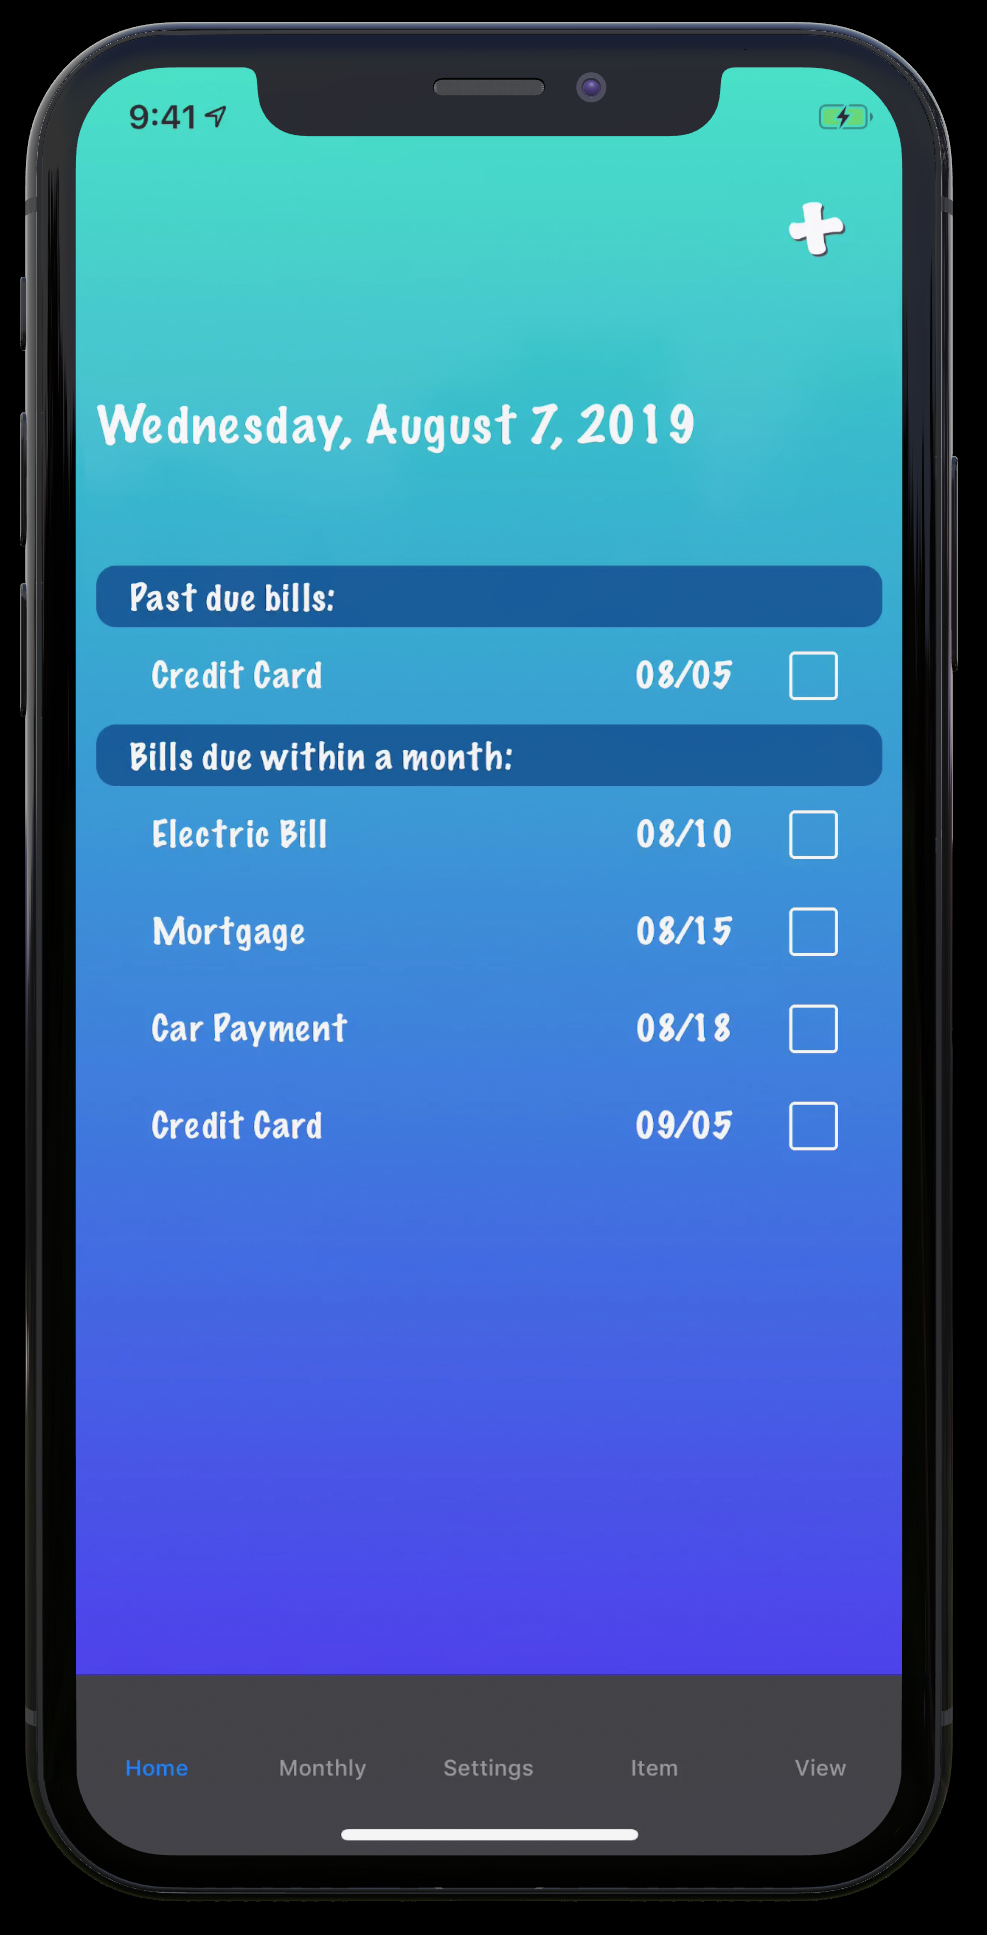 9:41
Wednesday, August 7, 2019
Past due bills:
Credit Card 08/05
Bills due within a month:
Electric Bill 08/10
Mortgage 08/15
Car Payment 08/18
Credit Card 09/05
Home Monthly Settings Item View